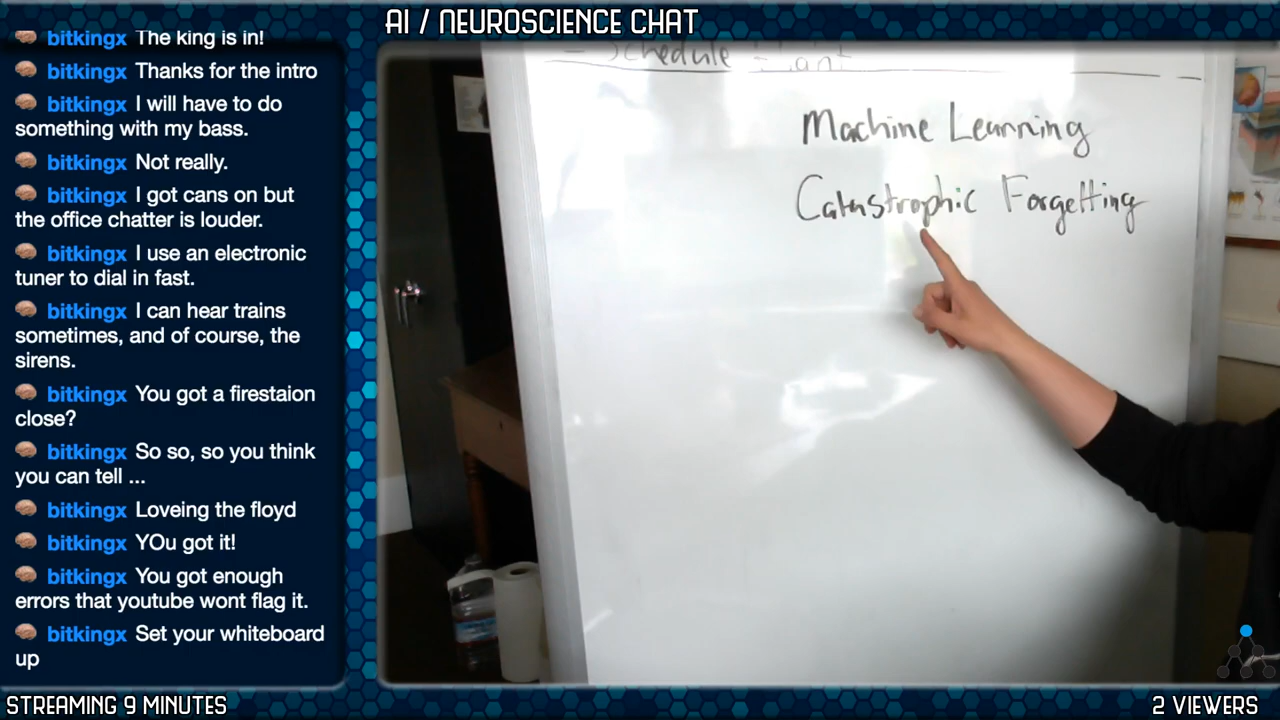 AI / NEUROSCIENCE CHAT
bitkingx The king is in!
bitkingx Thanks for the intro
bitkingx I will have to do
something with my bass.
bitkingx Not really.
bitkingx I got cans on but
the office chatter is louder.
bitkingx I use an electronic
tuner to dial in fast.
bitkingx I can hear trains
sometimes, and of course, the
sirens.
bitkingx You got a firestaion
close?
bitkingx So so, so you think
you can tell ...
bitkingx Loveing the floyd
bitkingx YOu got it!
bitkingx You got enough
errors that youtube wont flag it.
bitkingx Set your whiteboard
up
- Schedule
Machine Learning
Catastrophic Forgetting
STREAMING 9 MINUTES
2 VIEWERS